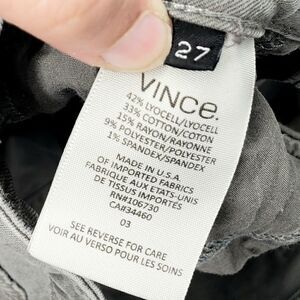 27
VINCe.
42% LYOCELL/LYOCELL
33% COTTON/COTON
15% RAYON/RAYONNE
9% POLYESTER/POLYESTER
1% SPANDEX/SPANDEX
MADE IN U.S.A.
OF IMPORTED FABRICS
FABRIQUE AUX ETATS-UNIS
DE TISSUS IMPORTES
RN#106730
CA#34460
03
SEE REVERSE FOR CARE
VOIR AU VERSO POUR LES SOINS